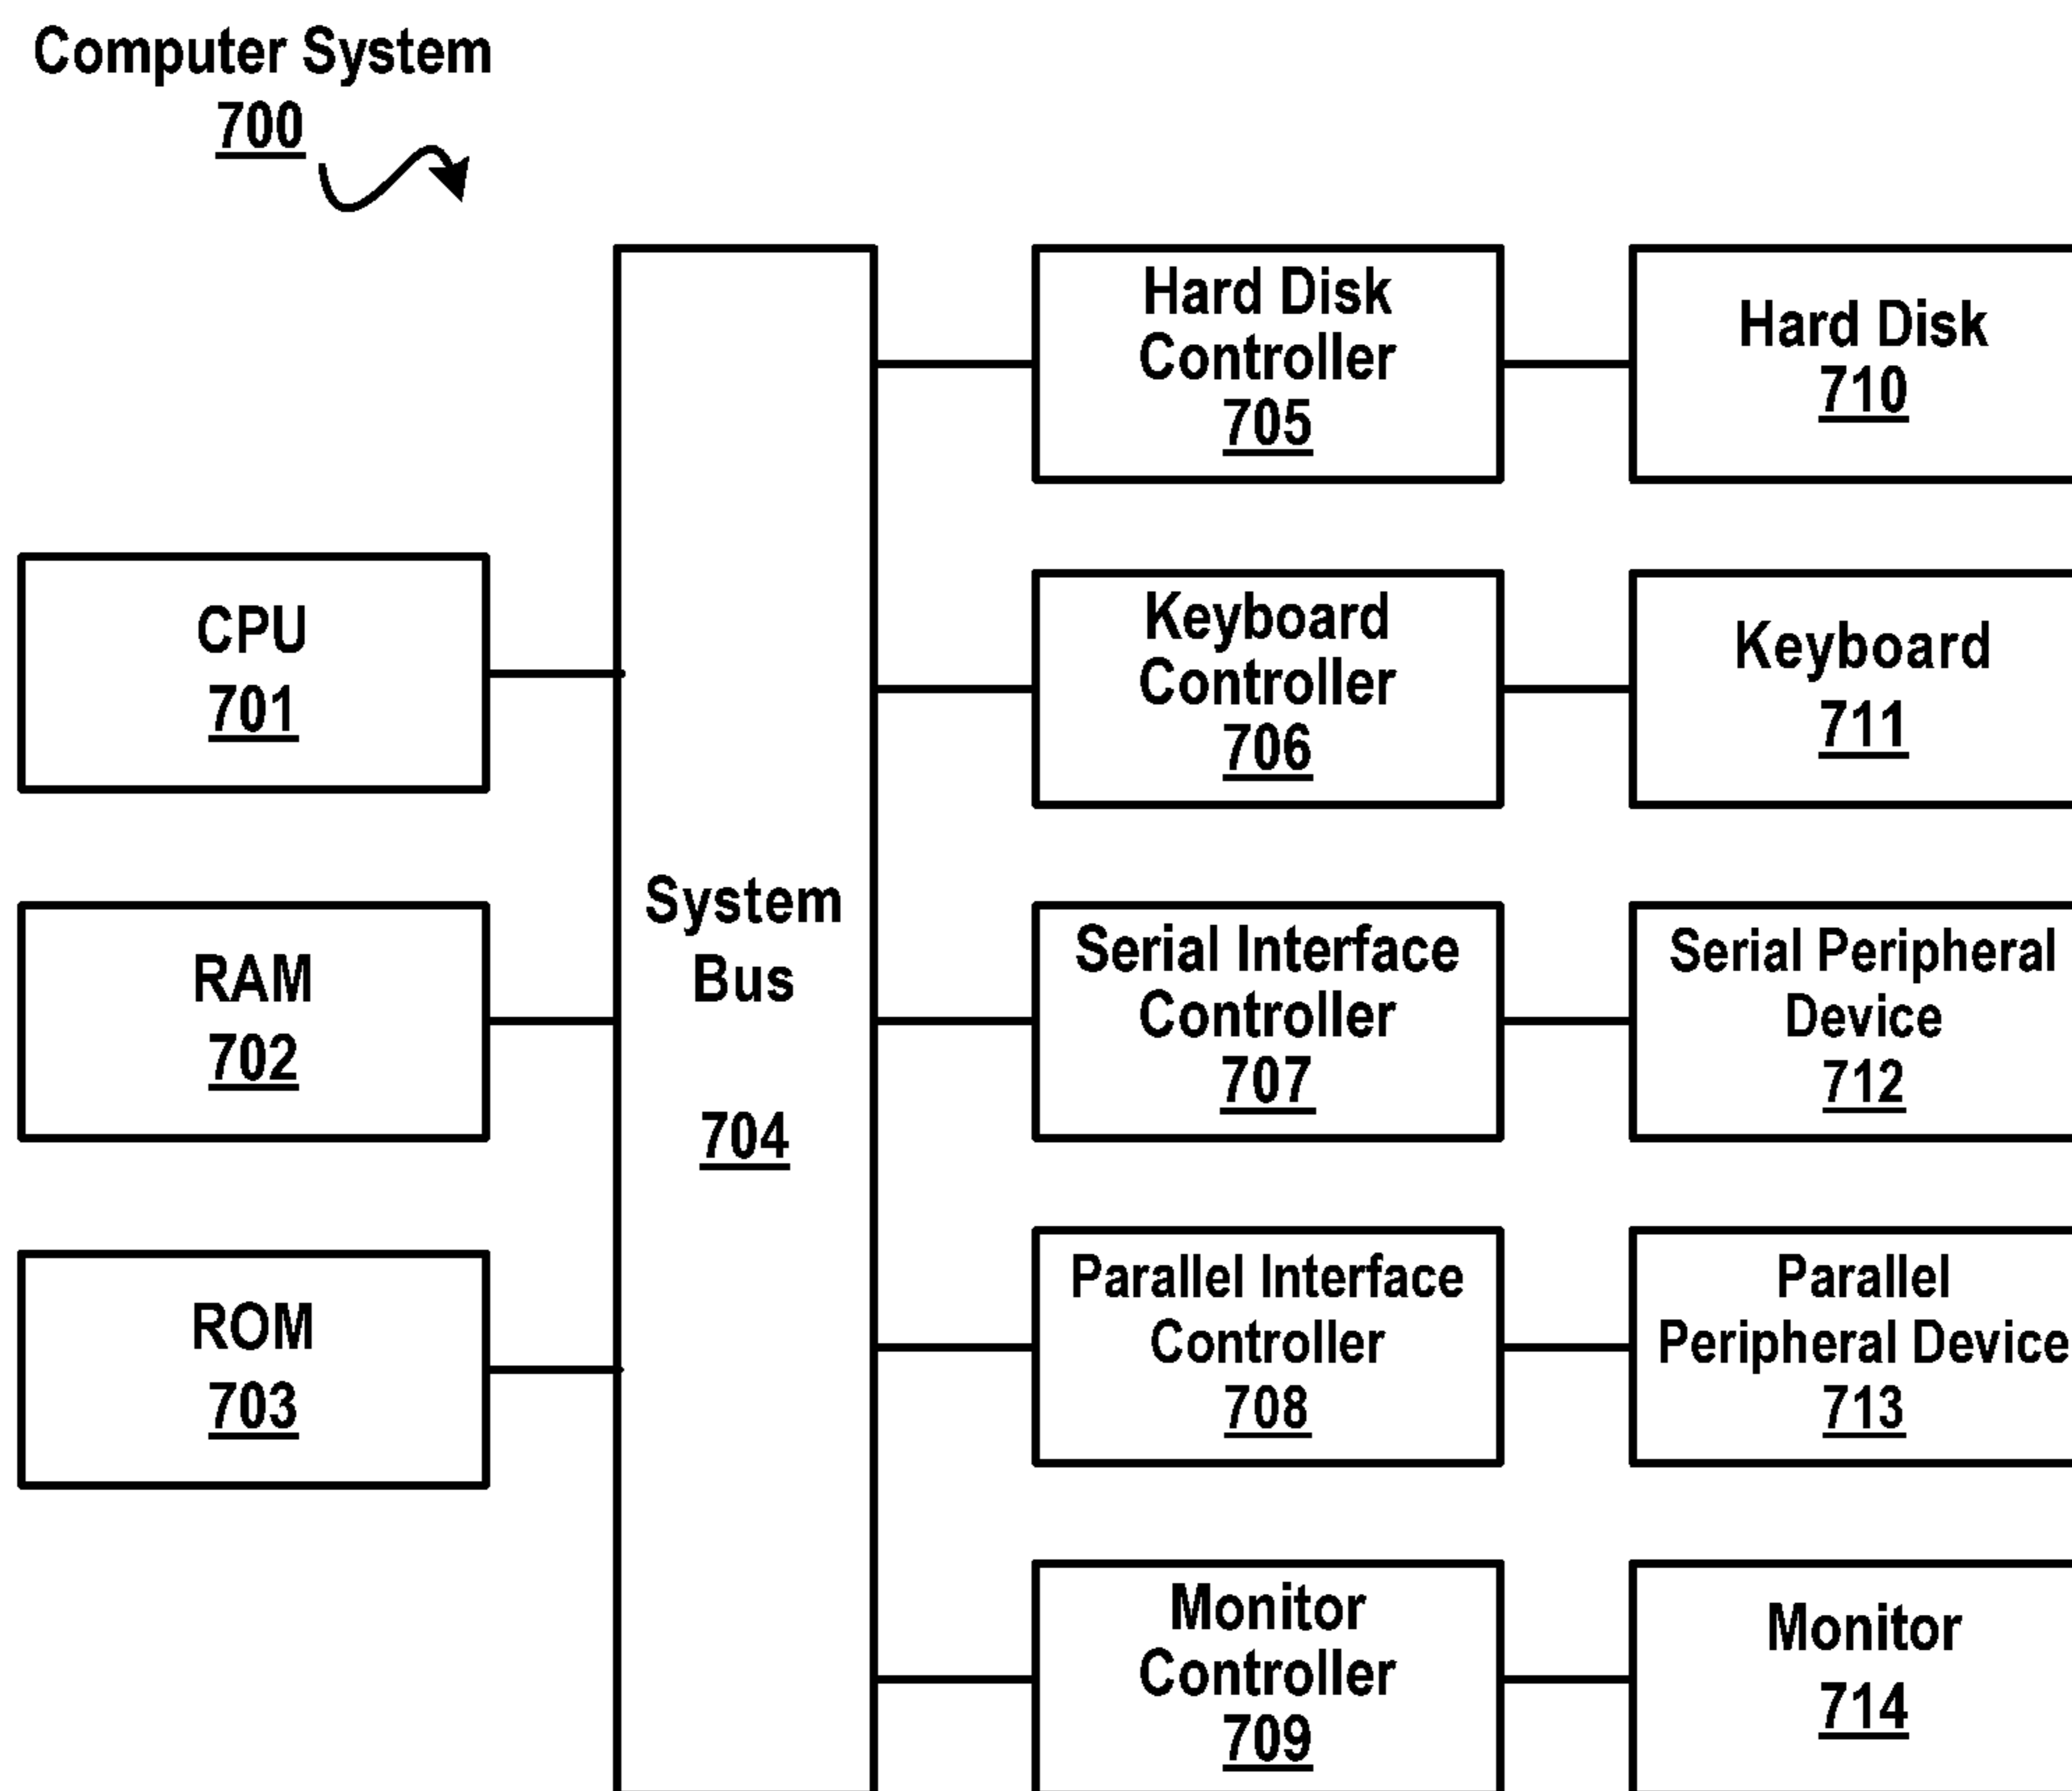 Computer System
700
Hard Disk
Controller
705
Hard Disk
710
CPU
701
Keyboard
Controller
706
Keyboard
711
RAM
702
System
Bus
704
Serial Interface
Controller
707
Serial Peripheral
Device
712
ROM
703
Parallel Interface
Controller
708
Parallel
Peripheral Device
713
Monitor
Controller
709
Monitor
714